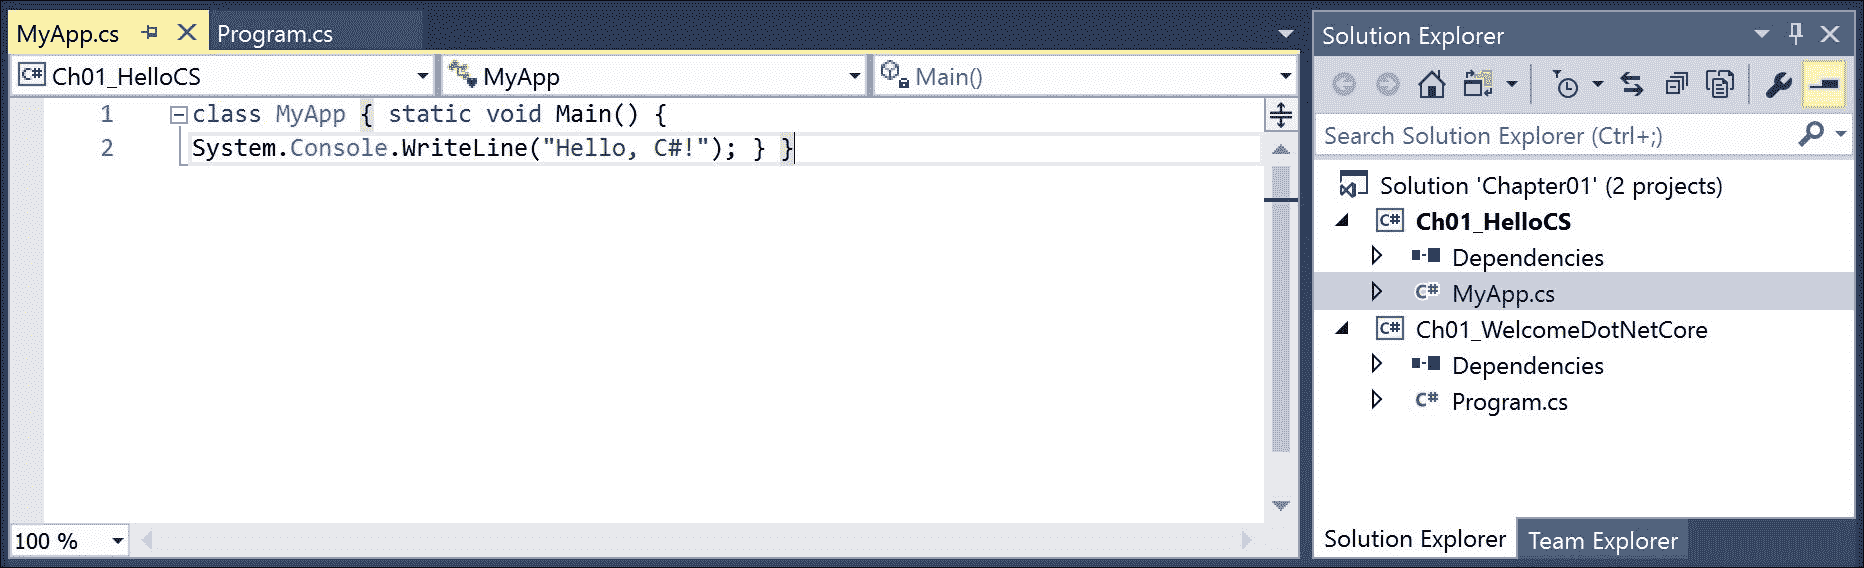 MyApp.cs Program.cs
C# Ch01_HelloCS MyApp Main()
1 class MyApp { static void Main() {
2 System.Console.WriteLine("Hello, C#!"); } }
100 %
Solution Explorer
Search Solution Explorer (Ctrl+;)
Solution 'Chapter01' (2 projects)
C# Ch01_HelloCS
Dependencies
C# MyApp.cs
C# Ch01_WelcomeDotNetCore
Dependencies
C# Program.cs
Solution Explorer Team Explorer